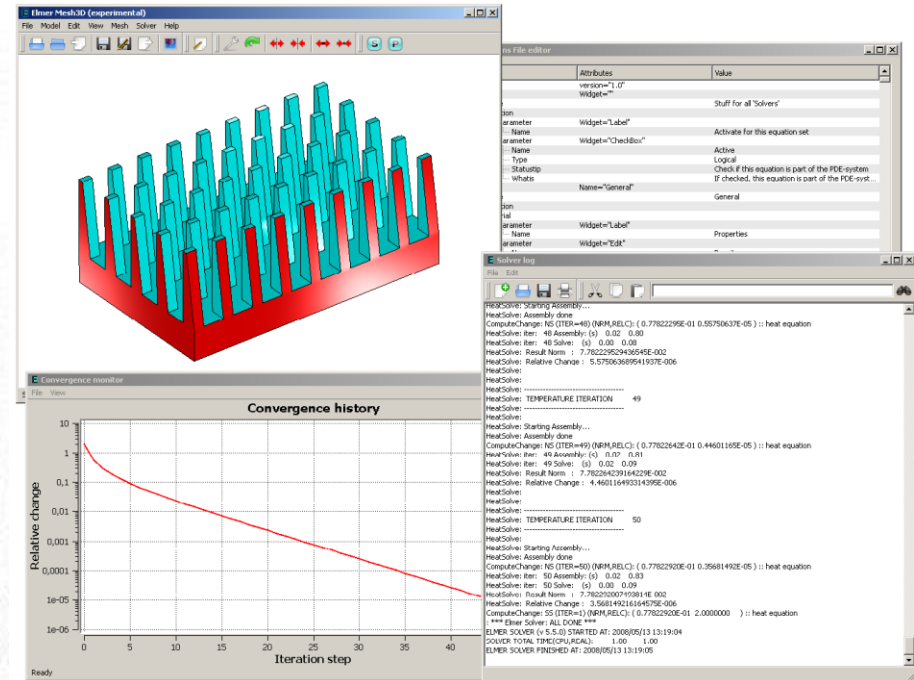 Elmer Mesh3D (experimental)
File Model Edit View Mesh Solver Help
S P
ns File editor
Attributes Value
version="1.0"
Widget=""
Stuff for all 'Solvers'
tion
arameter Widget="Label"
Name Activate for this equation set
arameter Widget="CheckBox"
Name Active
Type Logical
Statustip Check if this equation is part of the PDE-system
Whatis If checked, this equation is part of the PDE-syst...
Name="General"
General
tion
rial
arameter Widget="Label"
Name Properties
arameter Widget="Edit"
Solver log
File Edit
HeatSolve: Starting Assembly...
HeatSolve: Assembly done
ComputeChange: NS (ITER=48) (NRM,RELC): ( 0.77822295E-01 0.55750637E-05 ) :: heat equation
HeatSolve: iter: 48 Assembly: (s) 0.02 0.80
HeatSolve: iter: 48 Solve: (s) 0.00 0.08
HeatSolve: Result Norm : 7.782229529436545E-002
HeatSolve: Relative Change : 5.575063689541937E-006
HeatSolve:
HeatSolve:
HeatSolve: ----------------------------------------
HeatSolve: TEMPERATURE ITERATION 49
HeatSolve: ----------------------------------------
HeatSolve:
HeatSolve: Starting Assembly...
HeatSolve: Assembly done
ComputeChange: NS (ITER=49) (NRM,RELC): ( 0.77822642E-01 0.44601165E-05 ) :: heat equation
HeatSolve: iter: 49 Assembly: (s) 0.02 0.81
HeatSolve: iter: 49 Solve: (s) 0.02 0.09
HeatSolve: Result Norm : 7.782264239164229E-002
HeatSolve: Relative Change : 4.460116493314395E-006
HeatSolve:
HeatSolve:
HeatSolve: ----------------------------------------
HeatSolve: TEMPERATURE ITERATION 50
HeatSolve: ----------------------------------------
HeatSolve:
HeatSolve: Starting Assembly...
HeatSolve: Assembly done
ComputeChange: NS (ITER=50) (NRM,RELC): ( 0.77822920E-01 0.35681492E-05 ) :: heat equation
HeatSolve: iter: 50 Assembly: (s) 0.02 0.83
HeatSolve: iter: 50 Solve: (s) 0.00 0.09
HeatSolve: Result Norm : 7.782292007493814E-002
HeatSolve: Relative Change : 3.568149216164575E-006
ComputeChange: SS (ITER=1) (NRM,RELC): ( 0.77822920E-01 2.0000000 ) :: heat equation
: *** Elmer Solver: ALL DONE ***
ELMER SOLVER (v 5.5.0) STARTED AT: 2008/05/13 13:19:04
SOLVER TOTAL TIME(CPU,REAL): 1.00 1.00
ELMER SOLVER FINISHED AT: 2008/05/13 13:19:05
Convergence monitor
File View
Convergence history
Relative change
10
1
0,1
0,01
0,001
0,0001
1e-05
1e-06
0 5 10 15 20 25 30 35 40
Iteration step
Ready